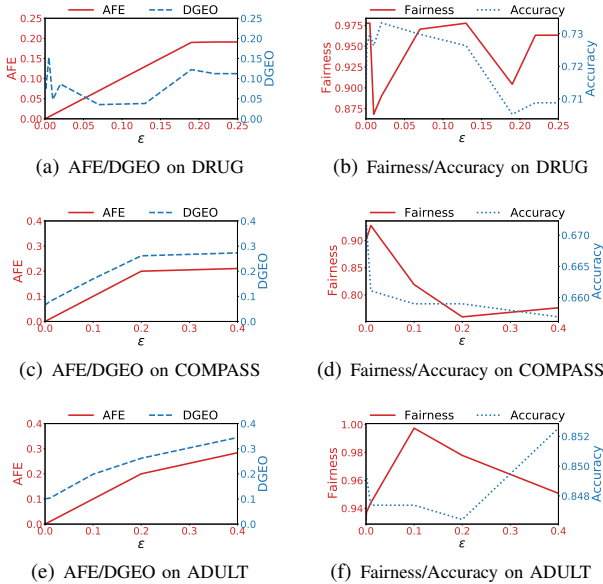 AFE DGEO
0.25 0.20 0.15 0.10 0.05 0.00
AFE
0.25 0.20 0.15 0.10 0.05 0.00
DGEO
0.00 0.05 0.10 0.15 0.20 0.25
ε
(a) AFE/DGEO on DRUG
Fairness Accuracy
0.975 0.950 0.925 0.900 0.875
Fairness
0.73 0.72 0.71
Accuracy
0.00 0.05 0.10 0.15 0.20 0.25
ε
(b) Fairness/Accuracy on DRUG
AFE DGEO
0.4 0.3 0.2 0.1 0.0
AFE
0.4 0.3 0.2 0.1 0.0
DGEO
0.0 0.1 0.2 0.3 0.4
ε
(c) AFE/DGEO on COMPASS
Fairness Accuracy
0.90 0.85 0.80
Fairness
0.670 0.665 0.660
Accuracy
0.0 0.1 0.2 0.3 0.4
ε
(d) Fairness/Accuracy on COMPASS
AFE DGEO
0.4 0.3 0.2 0.1 0.0
AFE
0.4 0.3 0.2 0.1 0.0
DGEO
0.0 0.1 0.2 0.3 0.4
ε
(e) AFE/DGEO on ADULT
Fairness Accuracy
1.00 0.98 0.96 0.94
Fairness
0.852 0.850 0.848
Accuracy
0.0 0.1 0.2 0.3 0.4
ε
(f) Fairness/Accuracy on ADULT